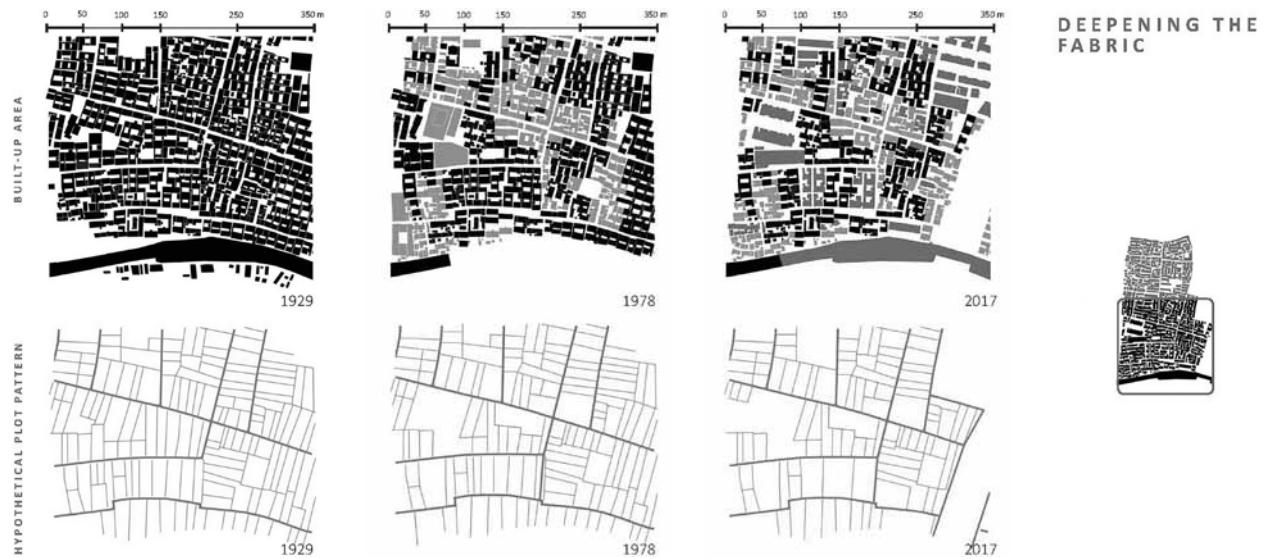 0 50 100 150 250 350 m
0 50 100 150 250 350 m
0 50 100 150 250 350 m
DEEPENING THE
FABRIC
BUILT-UP AREA
1929
1978
2017
HYPOTHETICAL PLOT PATTERN
1929
1978
2017